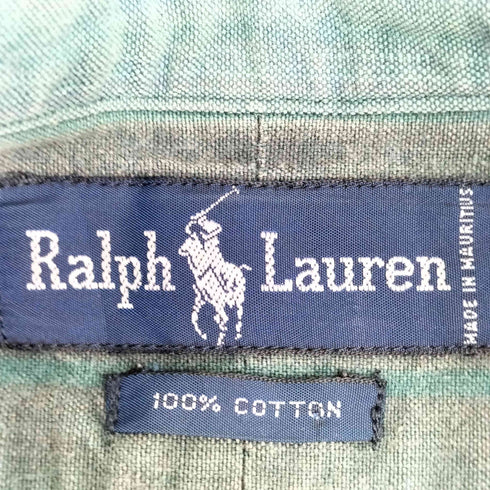 Ralph Lauren
MADE IN MAURITIUS
100% COTTON